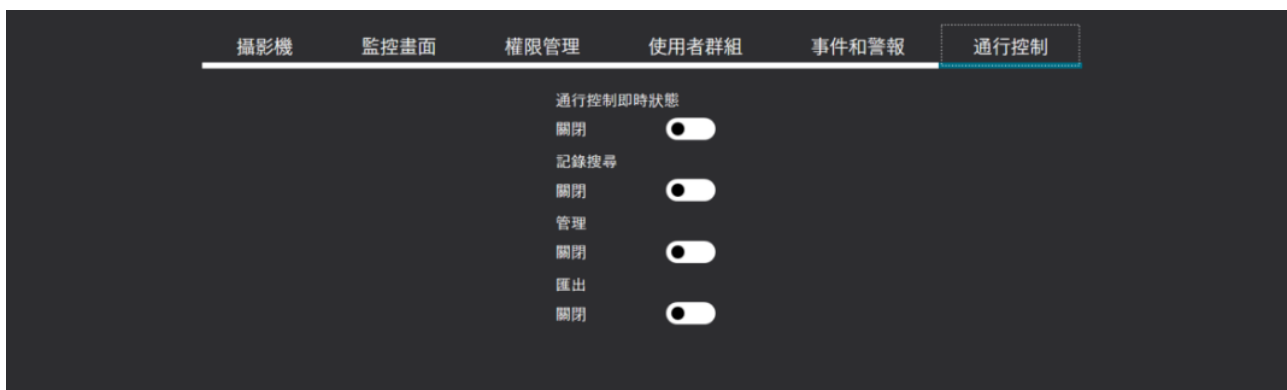 攝影機 監控畫面 權限管理 使用者群組 事件和警報 通行控制
通行控制即時狀態
關閉
記錄搜尋
關閉
管理
關閉
匯出
關閉